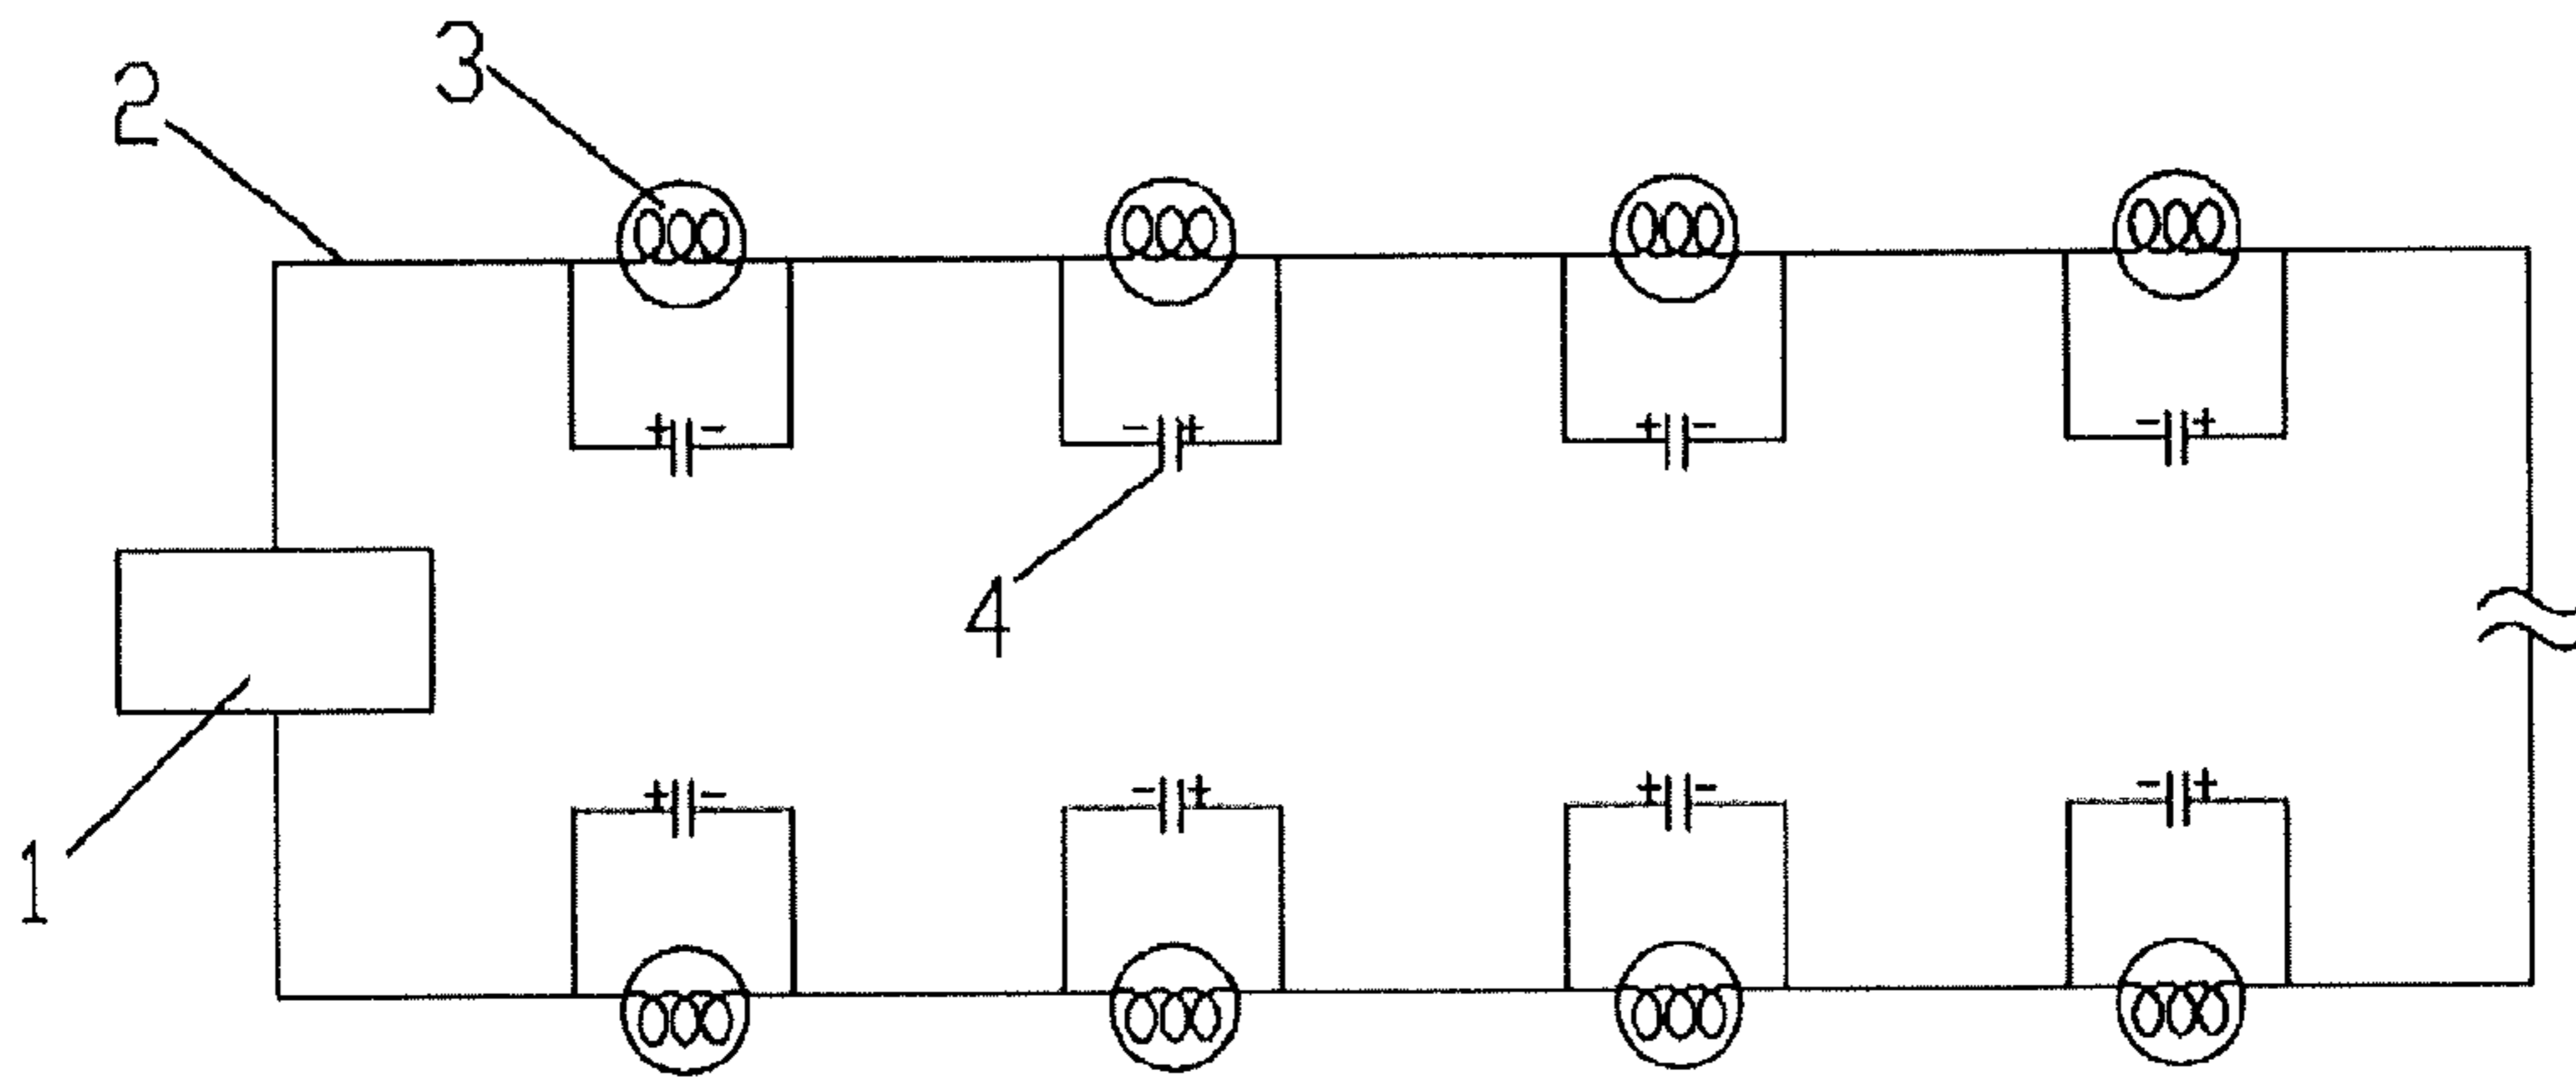 3
2
+ - - + + - - +
4
+ - - + + - - +
1